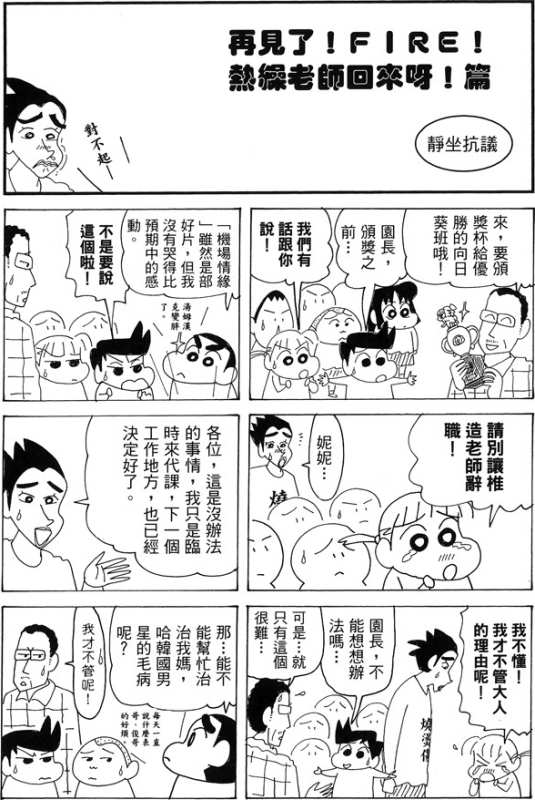 再見了！ＦＩＲＥ！
熱繰老師回來呀！篇
靜坐抗議
對不起！
來，要頒
獎杯給優
勝的向日
葵班哦！
園長，
頒獎之
前…
我們有
話跟你
說！
「機場情緣
」雖然是部
好片，但我
沒有哭得比
預期中的感
動。
湯姆漢
克變胖
了
不是要說
這個啦！
請別讓椎
造老師辭
職！
妮妮…
燒
各位，這是沒辦法
的事情，我只是臨
時來代課，下一個
工作地方，也已經
決定好了。
我不懂！
我才不管大人
的理由呢！
園長，不
能想想辦
法嗎…
可是…就
只有這個
很難…
那…能不
能幫忙治
治我媽，
哈韓國男
星的毛病
呢？
每天一直
說什麼表
哥、俊哥
的好煩
我才不管呢！